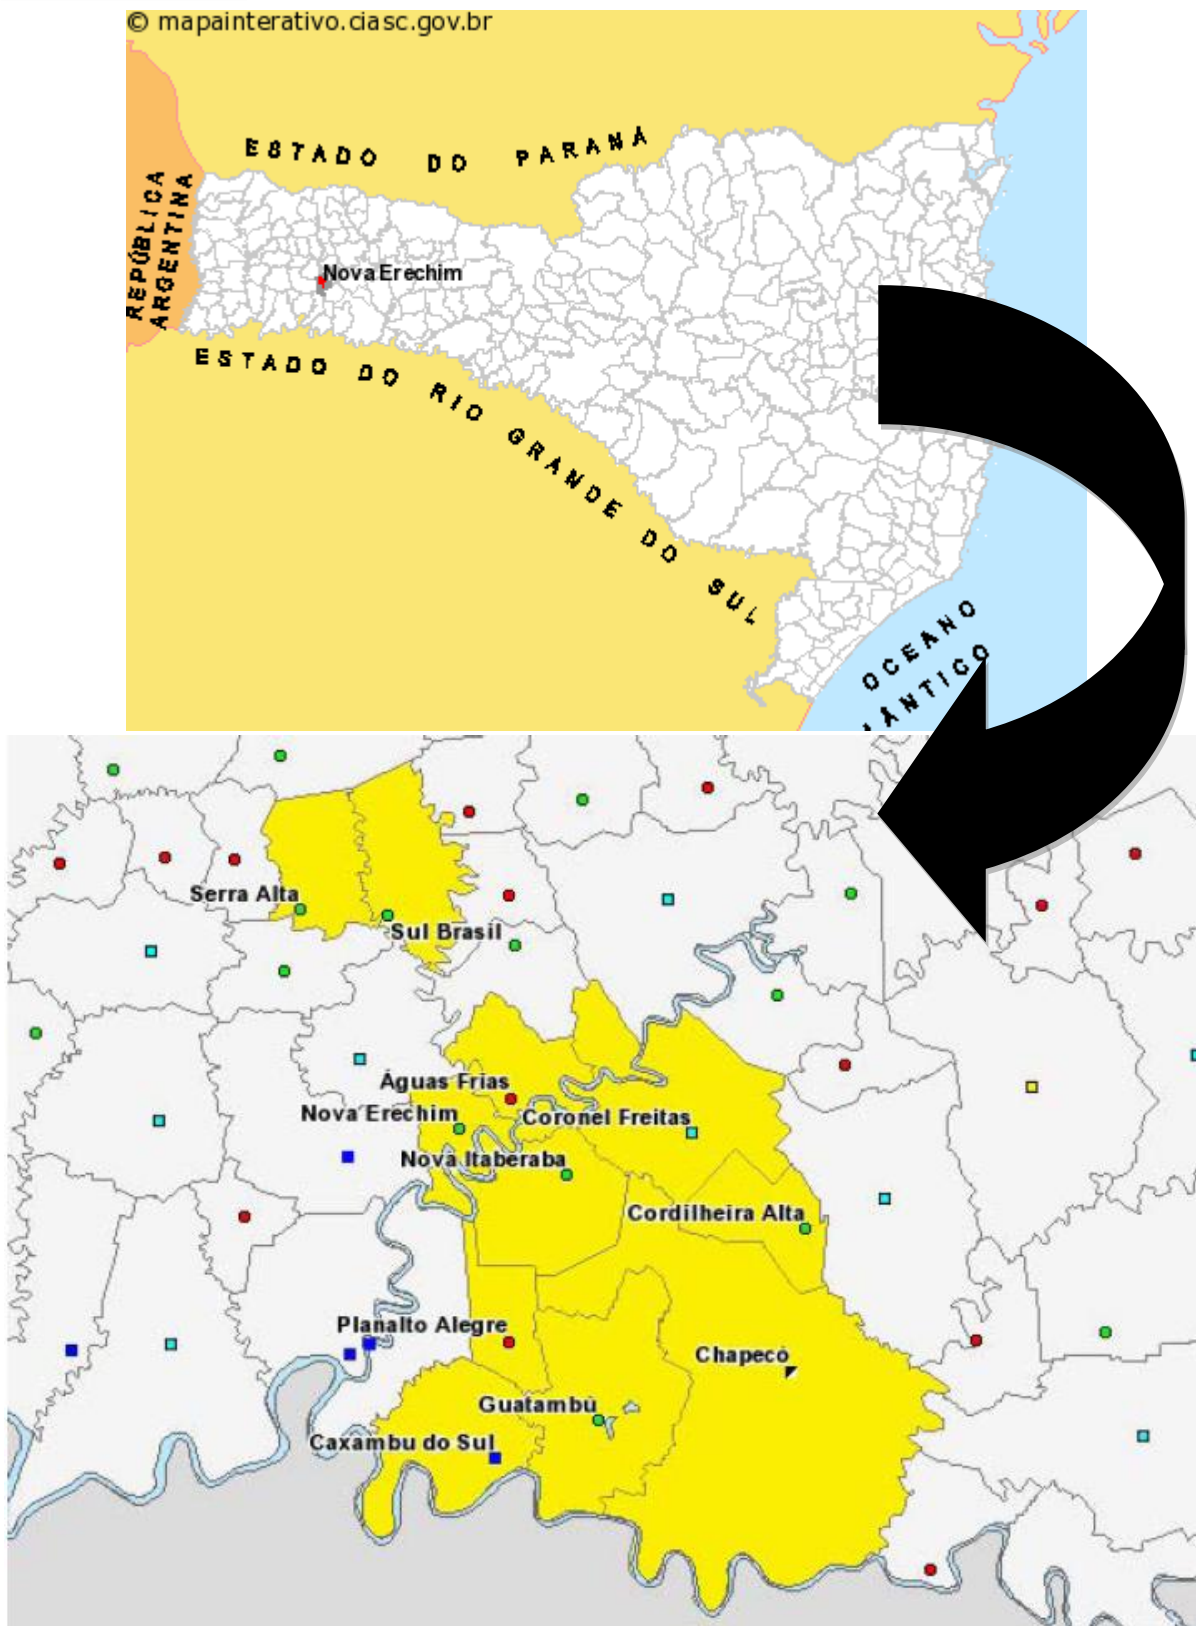 © mapainterativo.ciasc.gov.br
ESTADO DO PARANÁ
REPÚBLICA
ARGENTINA
Nova Erechim
ESTADO DO RIO GRANDE DO SUL
OCEANO
LÂNTICO
Serra Alta
Sul Brasil
Águas Frias
Nova Erechim
Coronel Freitas
Nova Itaberaba
Cordilheira Alta
Planalto Alegre
Chapecó
Guatambú
Caxambu do Sul